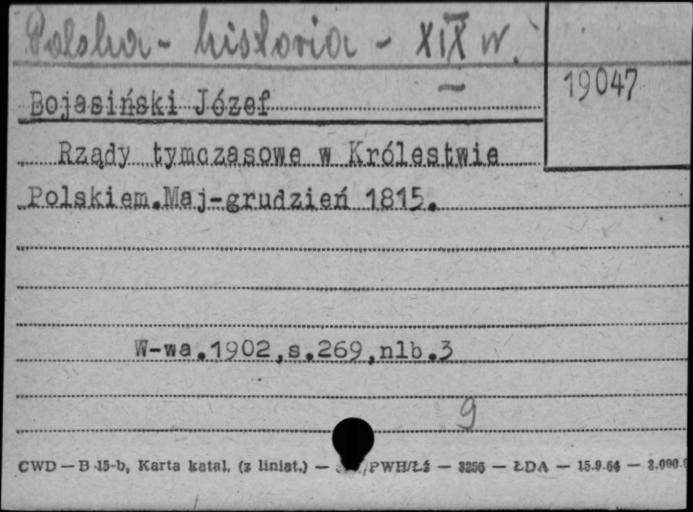 Polska - historia - XIX w.
19047
Bojasiński Józef
Rządy tymczasowe w Królestwie
Polskiem.Maj-grudzień 1815.
W-wa.1902,s.269,nlb.3
9
CWD — B 15-b, Karta katal. (z liniat.) — /PWH/Łź — 3256 — ŁDA — 15.9.66 —